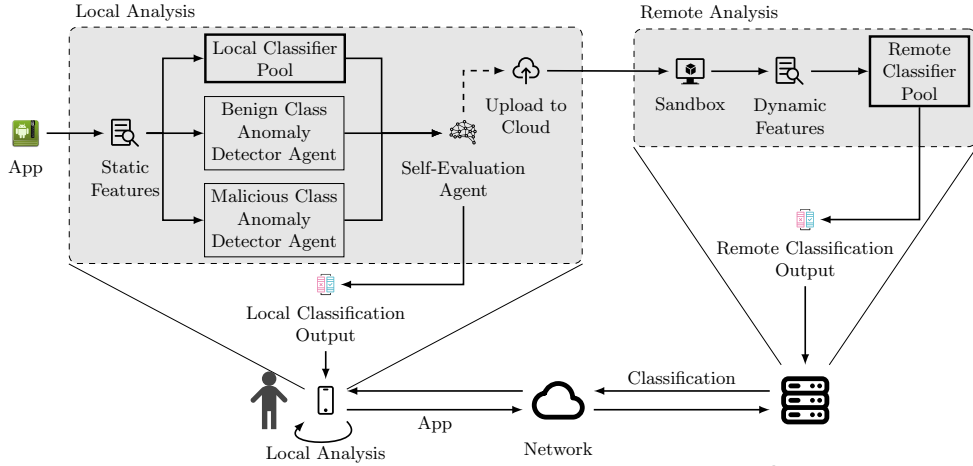 Local Analysis
Remote Analysis
Local Classifier
Pool
Benign Class
Anomaly
Detector Agent
Malicious Class
Anomaly
Detector Agent
App
Static
Features
Self-Evaluation
Agent
Upload to
Cloud
Sandbox
Dynamic
Features
Remote
Classifier
Pool
Local Classification
Output
Remote Classification
Output
Classification
App
Network
Local Analysis